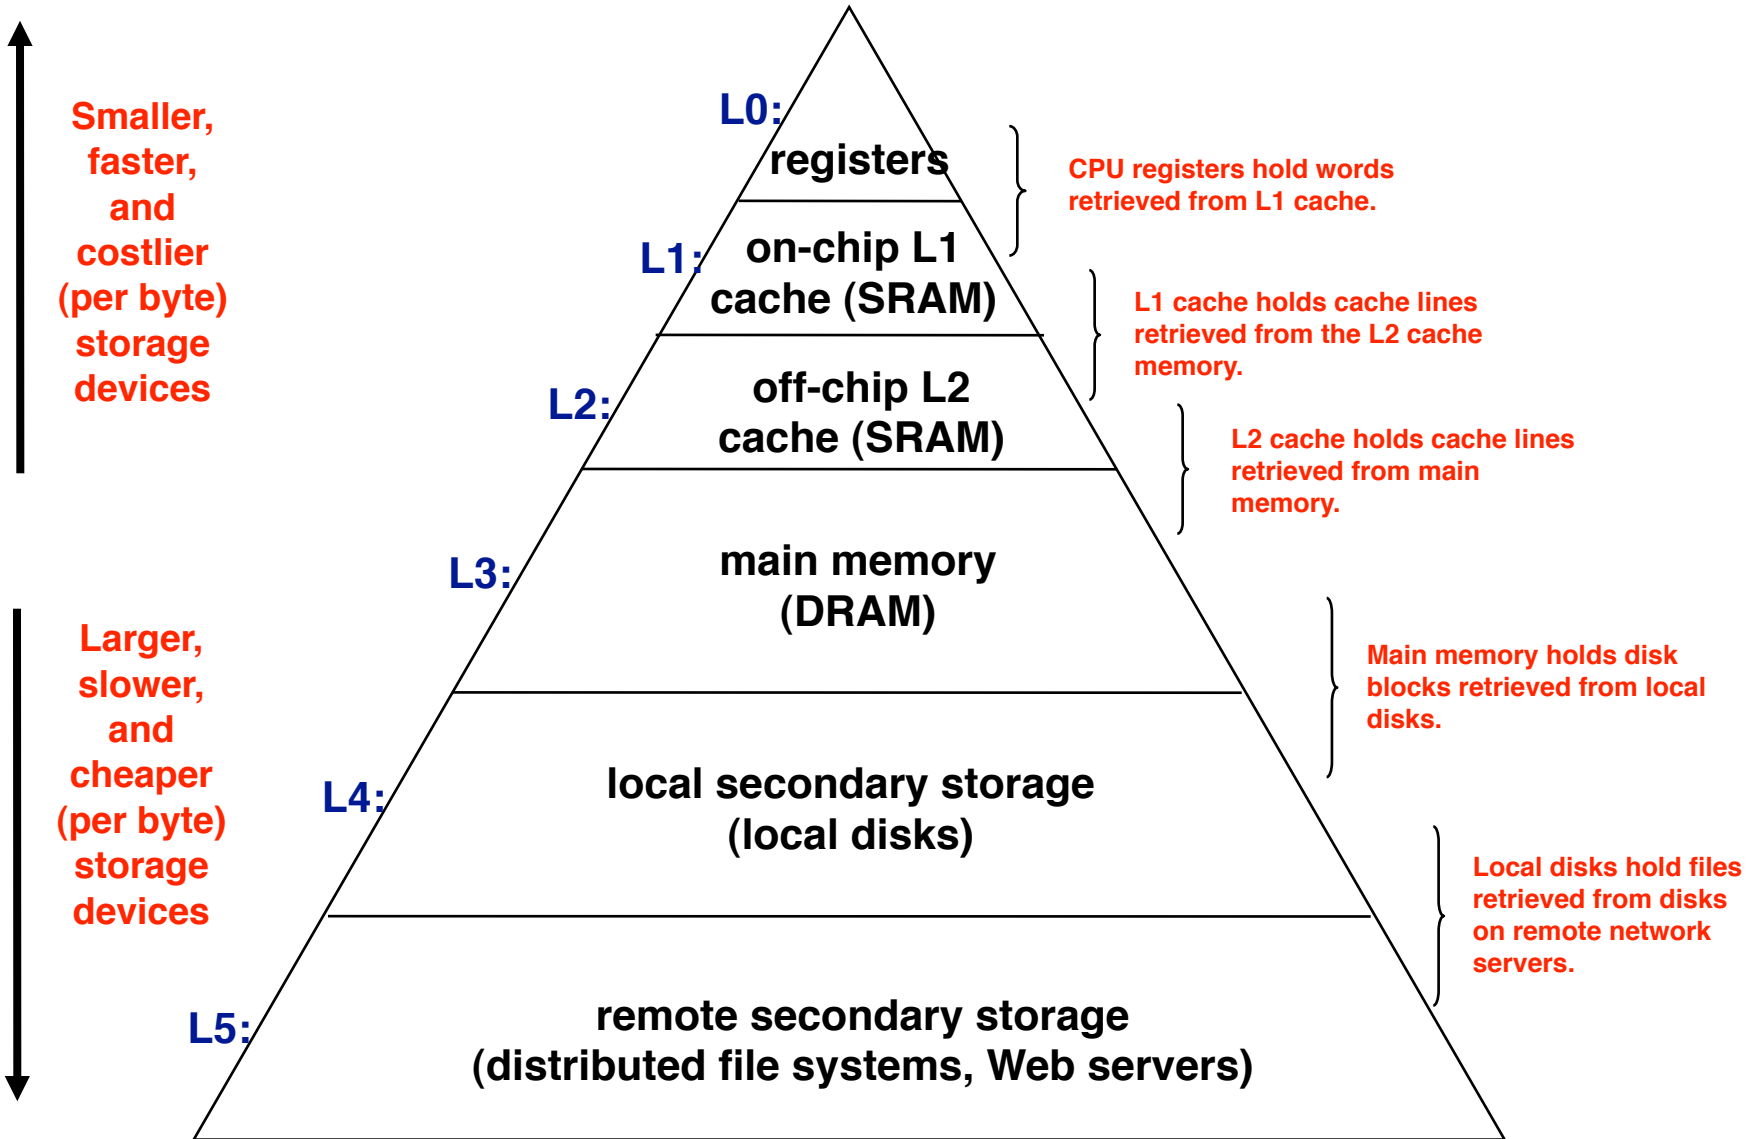 Smaller,
faster,
and
costlier
(per byte)
storage
devices
Larger,
slower,
and
cheaper
(per byte)
storage
devices
L0:
registers
L1:
on-chip L1
cache (SRAM)
L2:
off-chip L2
cache (SRAM)
L3:
main memory
(DRAM)
L4:
local secondary storage
(local disks)
L5:
remote secondary storage
(distributed file systems, Web servers)
CPU registers hold words
retrieved from L1 cache.
L1 cache holds cache lines
retrieved from the L2 cache
memory.
L2 cache holds cache lines
retrieved from main
memory.
Main memory holds disk
blocks retrieved from local
disks.
Local disks hold files
retrieved from disks
on remote network
servers.